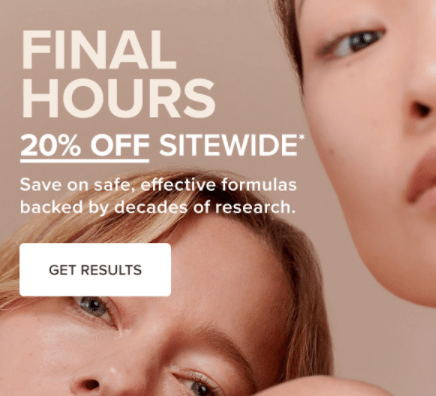 FINAL
HOURS
20% OFF SITEWIDE*
Save on safe, effective formulas
backed by decades of research.
GET RESULTS